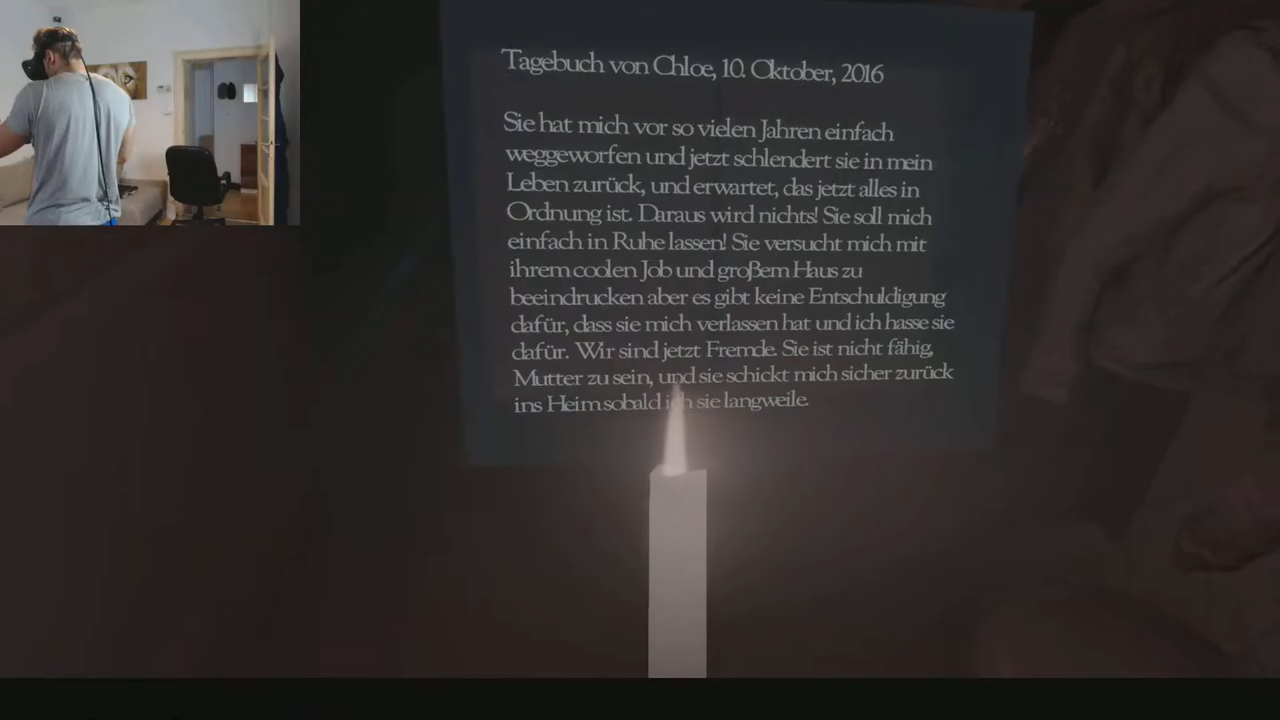 Tagebuch von Chloe, 10. Oktober, 2016
Sie hat mich vor so vielen Jahren einfach
weggeworfen und jetzt schlendert sie in mein
Leben zurück, und erwartet, das jetzt alles in
Ordnung ist. Daraus wird nichts! Sie soll mich
einfach in Ruhe lassen! Sie versucht mich mit
ihrem coolen Job und großem Haus zu
beeindrucken aber es gibt keine Entschuldigung
dafür, dass sie mich verlassen hat und ich hasse sie
dafür. Wir sind jetzt Fremde. Sie ist nicht fähig,
Mutter zu sein, und sie schickt mich sicher zurück
ins Heim sobald ich sie langweile.